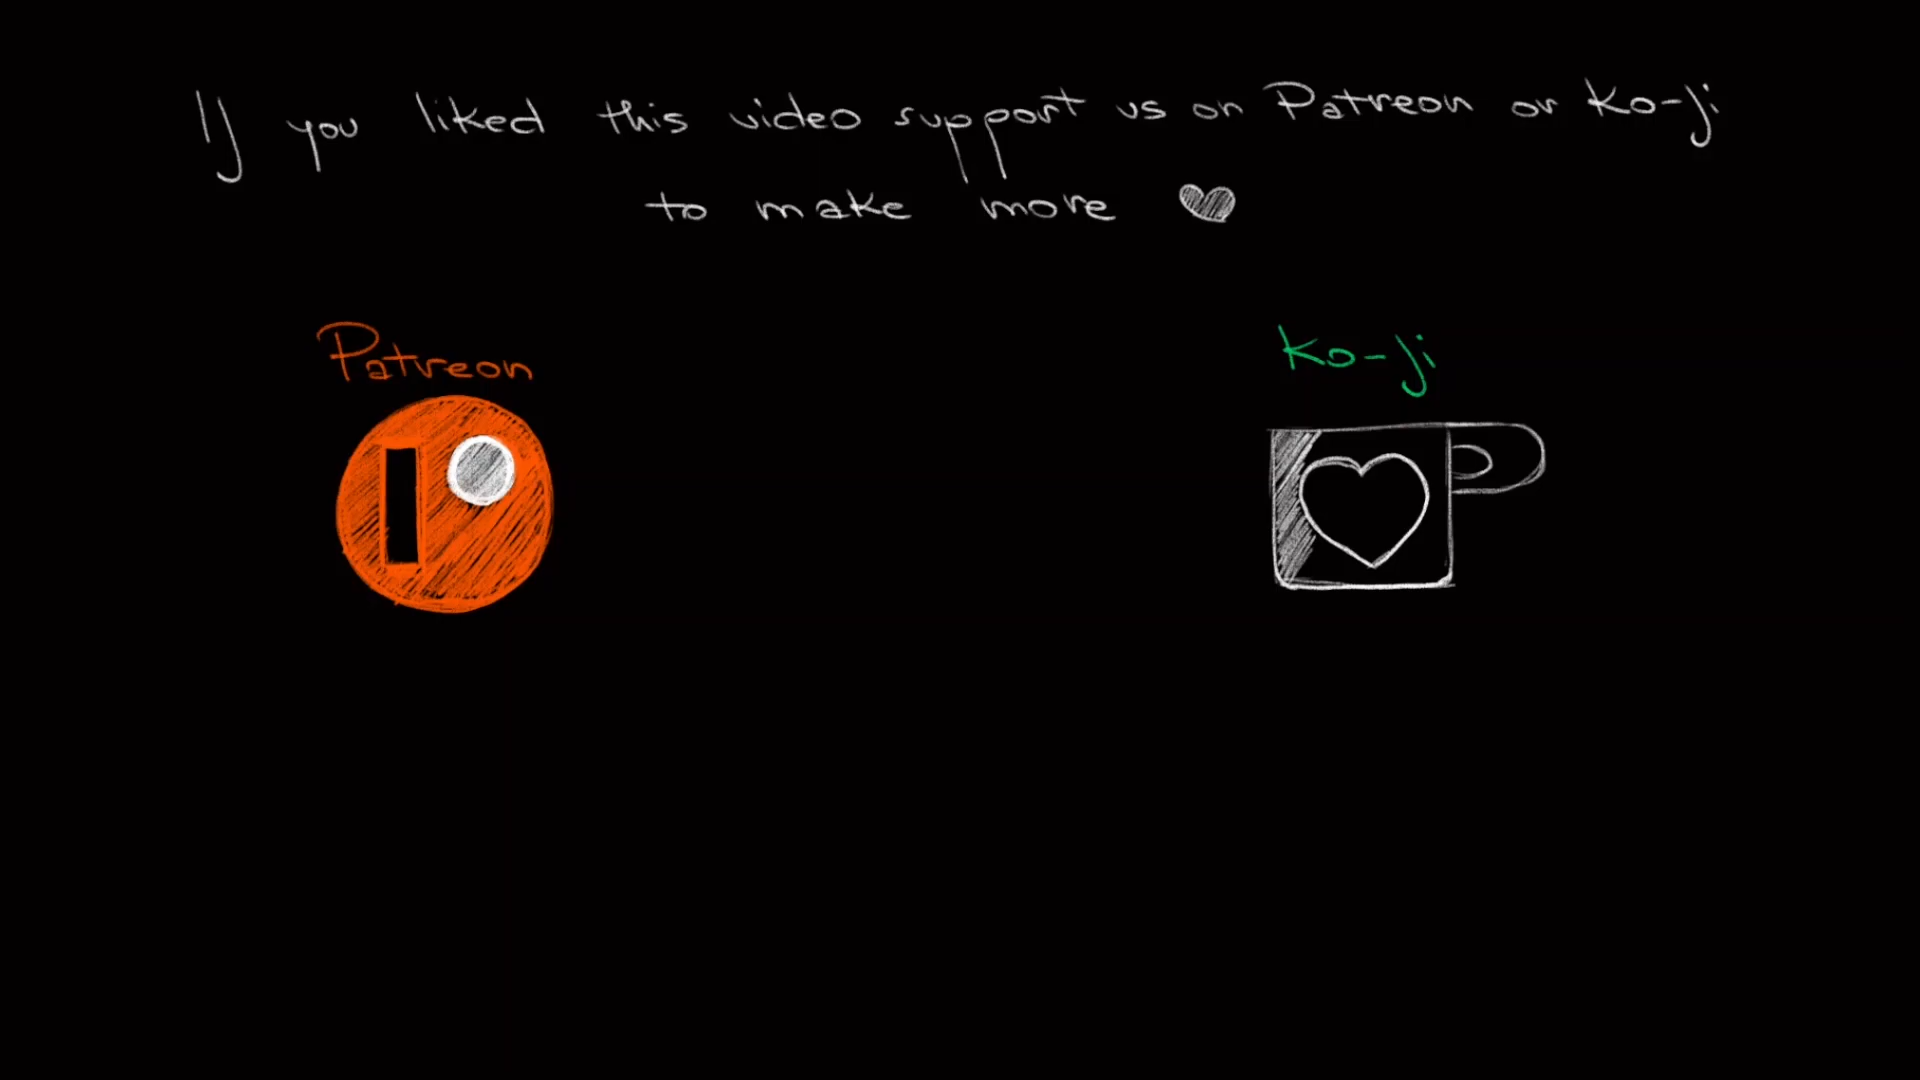 If you liked this video support us on Patreon or Ko-fi
to make more ♥
Patreon
Ko-fi